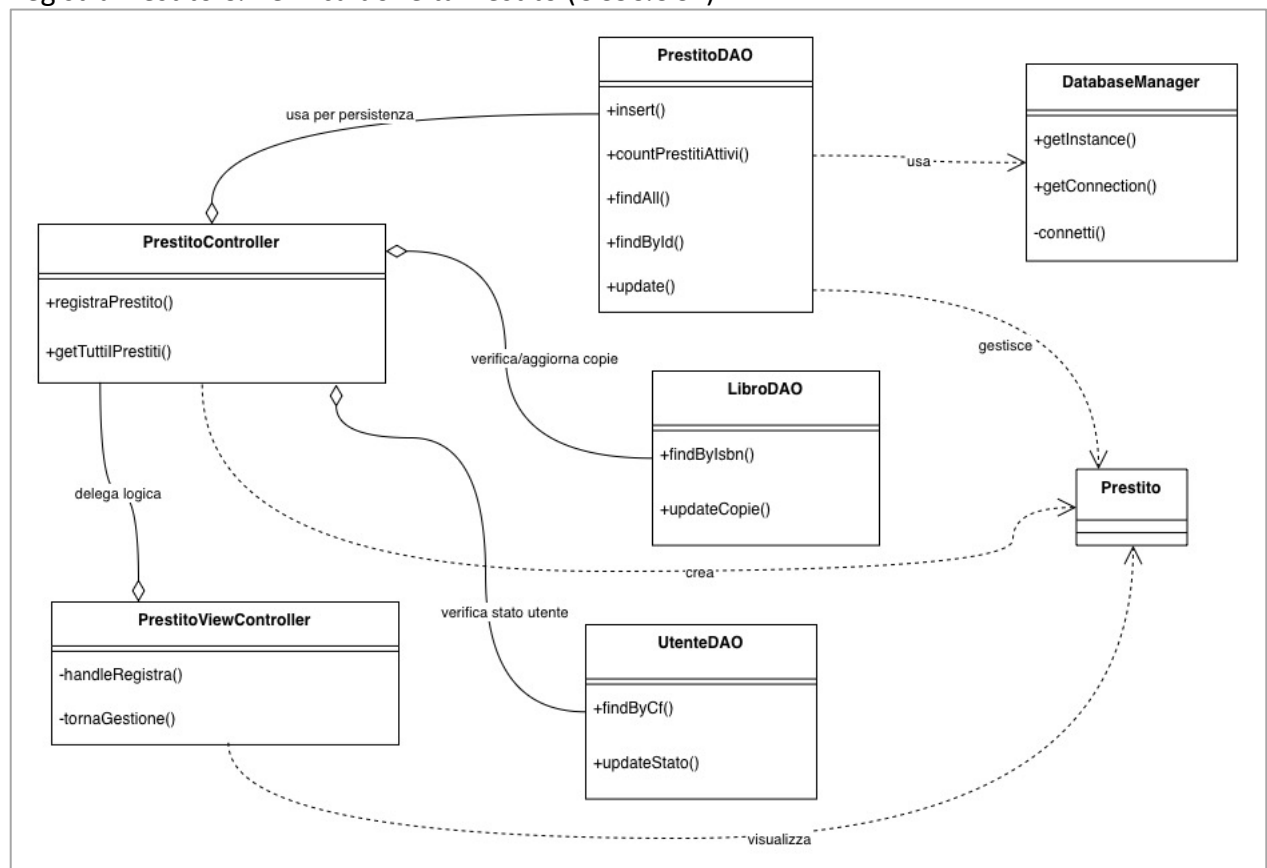 PrestitoDAO
+insert()
+countPrestitiAttivi()
+findAll()
+findById()
+update()
DatabaseManager
+getInstance()
+getConnection()
-connetti()
usa per persistenza
usa
PrestitoController
+registraPrestito()
+getTuttiIPrestiti()
verifica/aggiorna copie
gestisce
LibroDAO
+findByIsbn()
+updateCopie()
Prestito
delega logica
crea
verifica stato utente
PrestitoViewController
-handleRegistra()
-tornaGestione()
UtenteDAO
+findByCf()
+updateStato()
visualizza